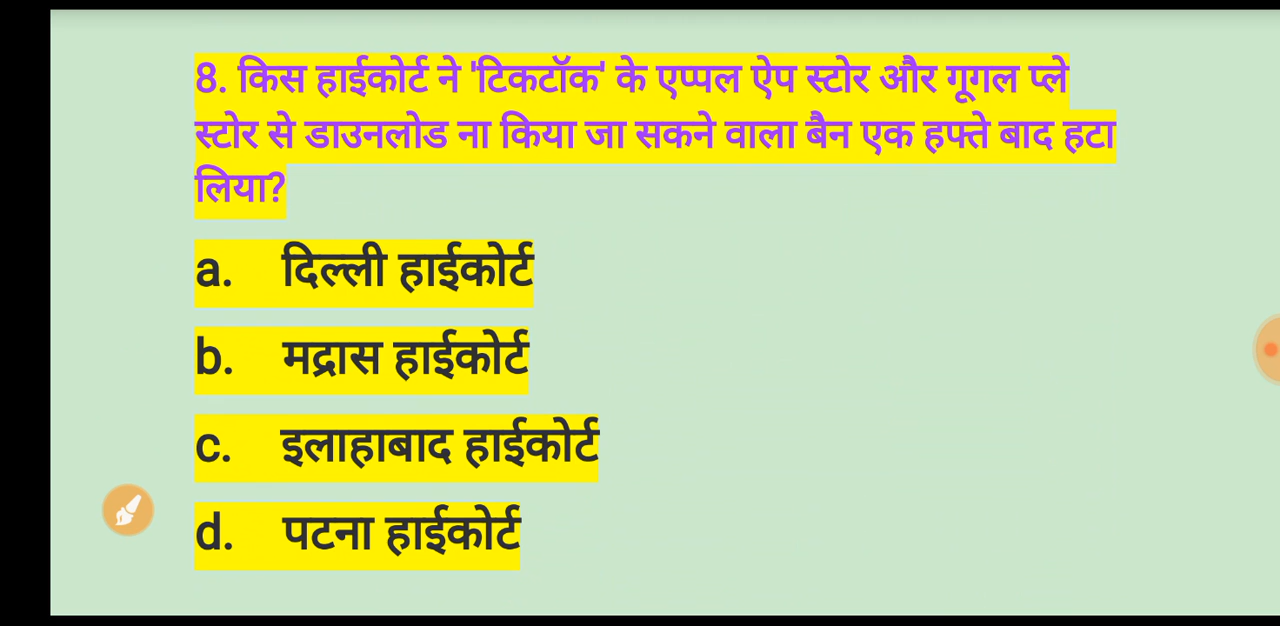 8. किस हाईकोर्ट ने 'टिकटॉक' के एप्पल ऐप स्टोर और गूगल प्ले
स्टोर से डाउनलोड ना किया जा सकने वाला बैन एक हफ्ते बाद हटा
लिया?
a. दिल्ली हाईकोर्ट
b. मद्रास हाईकोर्ट
c. इलाहाबाद हाईकोर्ट
d. पटना हाईकोर्ट